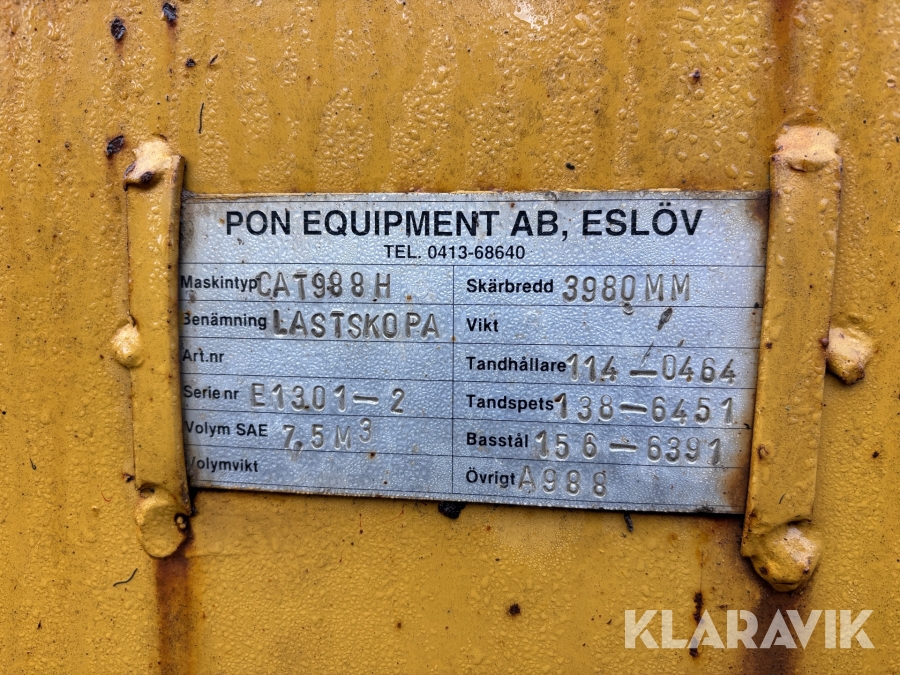 PON EQUIPMENT AB, ESLÖV
TEL. 0413-68640
Maskintyp CAT988H
Benämning LASTSKOPA
Art.nr
Serie nr E1301-2
Volym SAE 7,5M3
Volymvikt
Skärbredd 3980MM
Vikt
Tandhållare 114-0464
Tandspets 138-6451
Basstål 156-6391
Övrigt A988
KLARAVIK